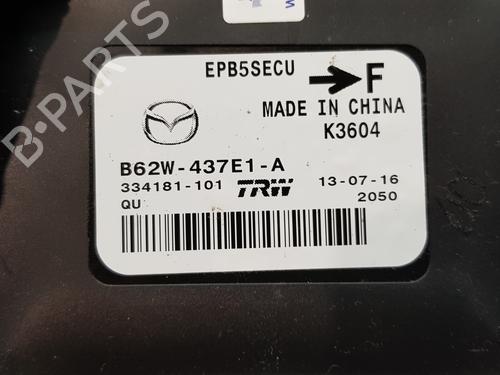 EPB5SECU
F
MADE IN CHINA
K3604
B62W-437E1-A
334181-101 TRW 13-07-16
QU 2050
B-PARTS